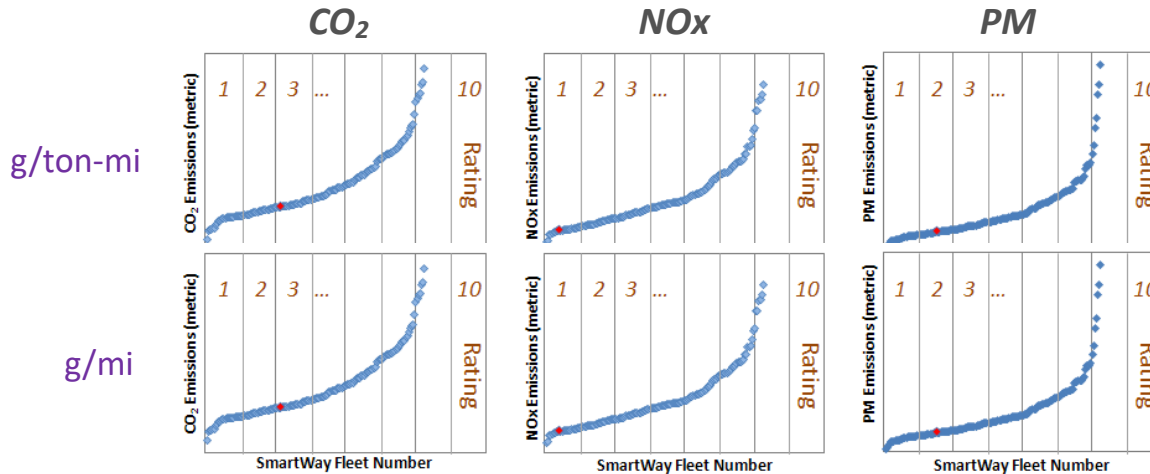 CO₂ NOx PM
g/ton-mi
CO₂ Emissions (metric)
1 2 3 ... 10
Rating
NOx Emissions (metric)
1 2 3 ... 10
Rating
PM Emissions (metric)
1 2 3 ... 10
Rating
g/mi
CO₂ Emissions (metric)
1 2 3 ... 10
Rating
SmartWay Fleet Number
NOx Emissions (metric)
1 2 3 ... 10
Rating
SmartWay Fleet Number
PM Emissions (metric)
1 2 3 ... 10
Rating
SmartWay Fleet Number